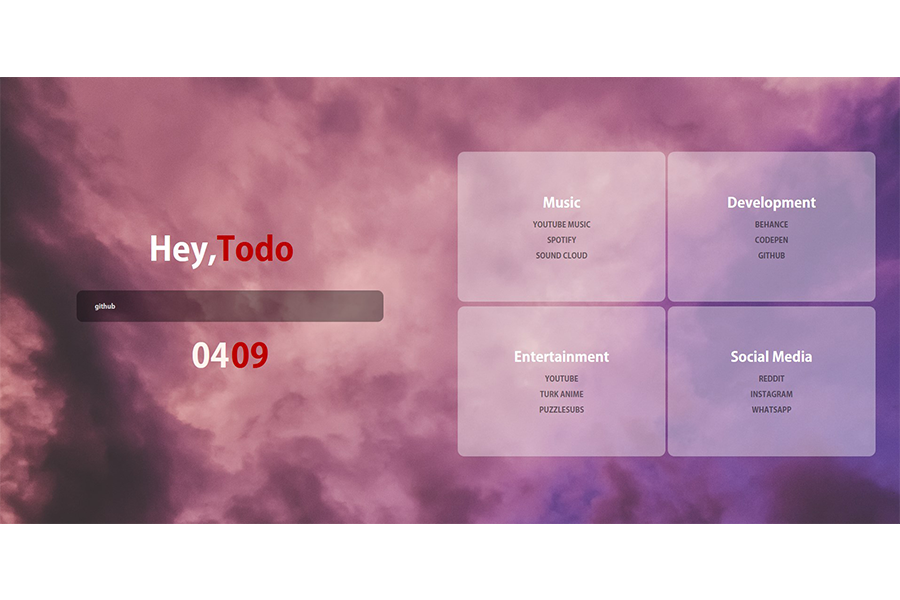 Hey,Todo
github
0409
Music
YOUTUBE MUSIC
SPOTIFY
SOUND CLOUD
Development
BEHANCE
CODEPEN
GITHUB
Entertainment
YOUTUBE
TURK ANIME
PUZZLESUBS
Social Media
REDDIT
INSTAGRAM
WHATSAPP